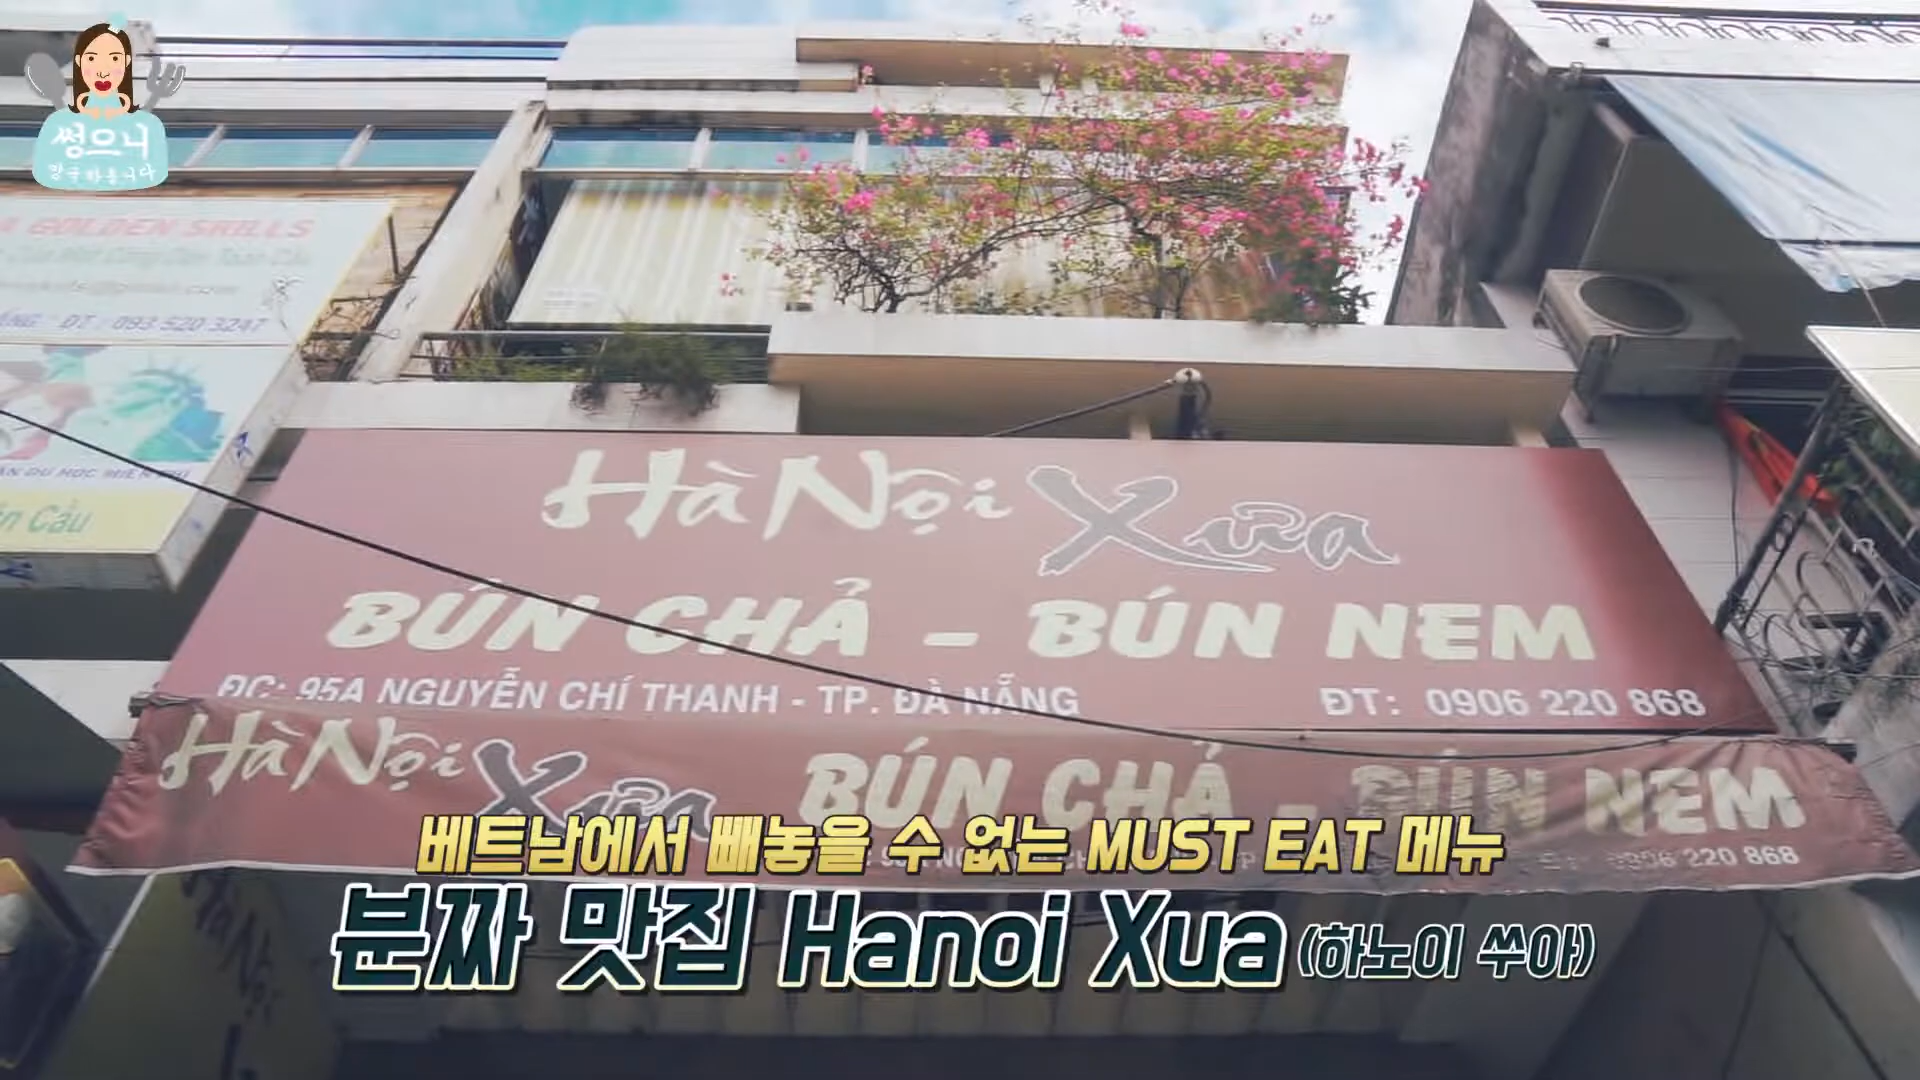 썽으니
A GOLDEN SKILLS
ĐT : 093 520 3247
Hà Nội Xưa
BÚN CHẢ - BÚN NEM
ĐC: 95A NGUYỄN CHÍ THANH - TP. ĐÀ NẴNG ĐT: 0906 220 868
Hà Nội Xưa BÚN CHẢ - BÚN NEM
0906 220 868
베트남에서 빼놓을 수 없는 MUST EAT 메뉴
분짜 맛집 Hanoi Xua (하노이 쑤아)